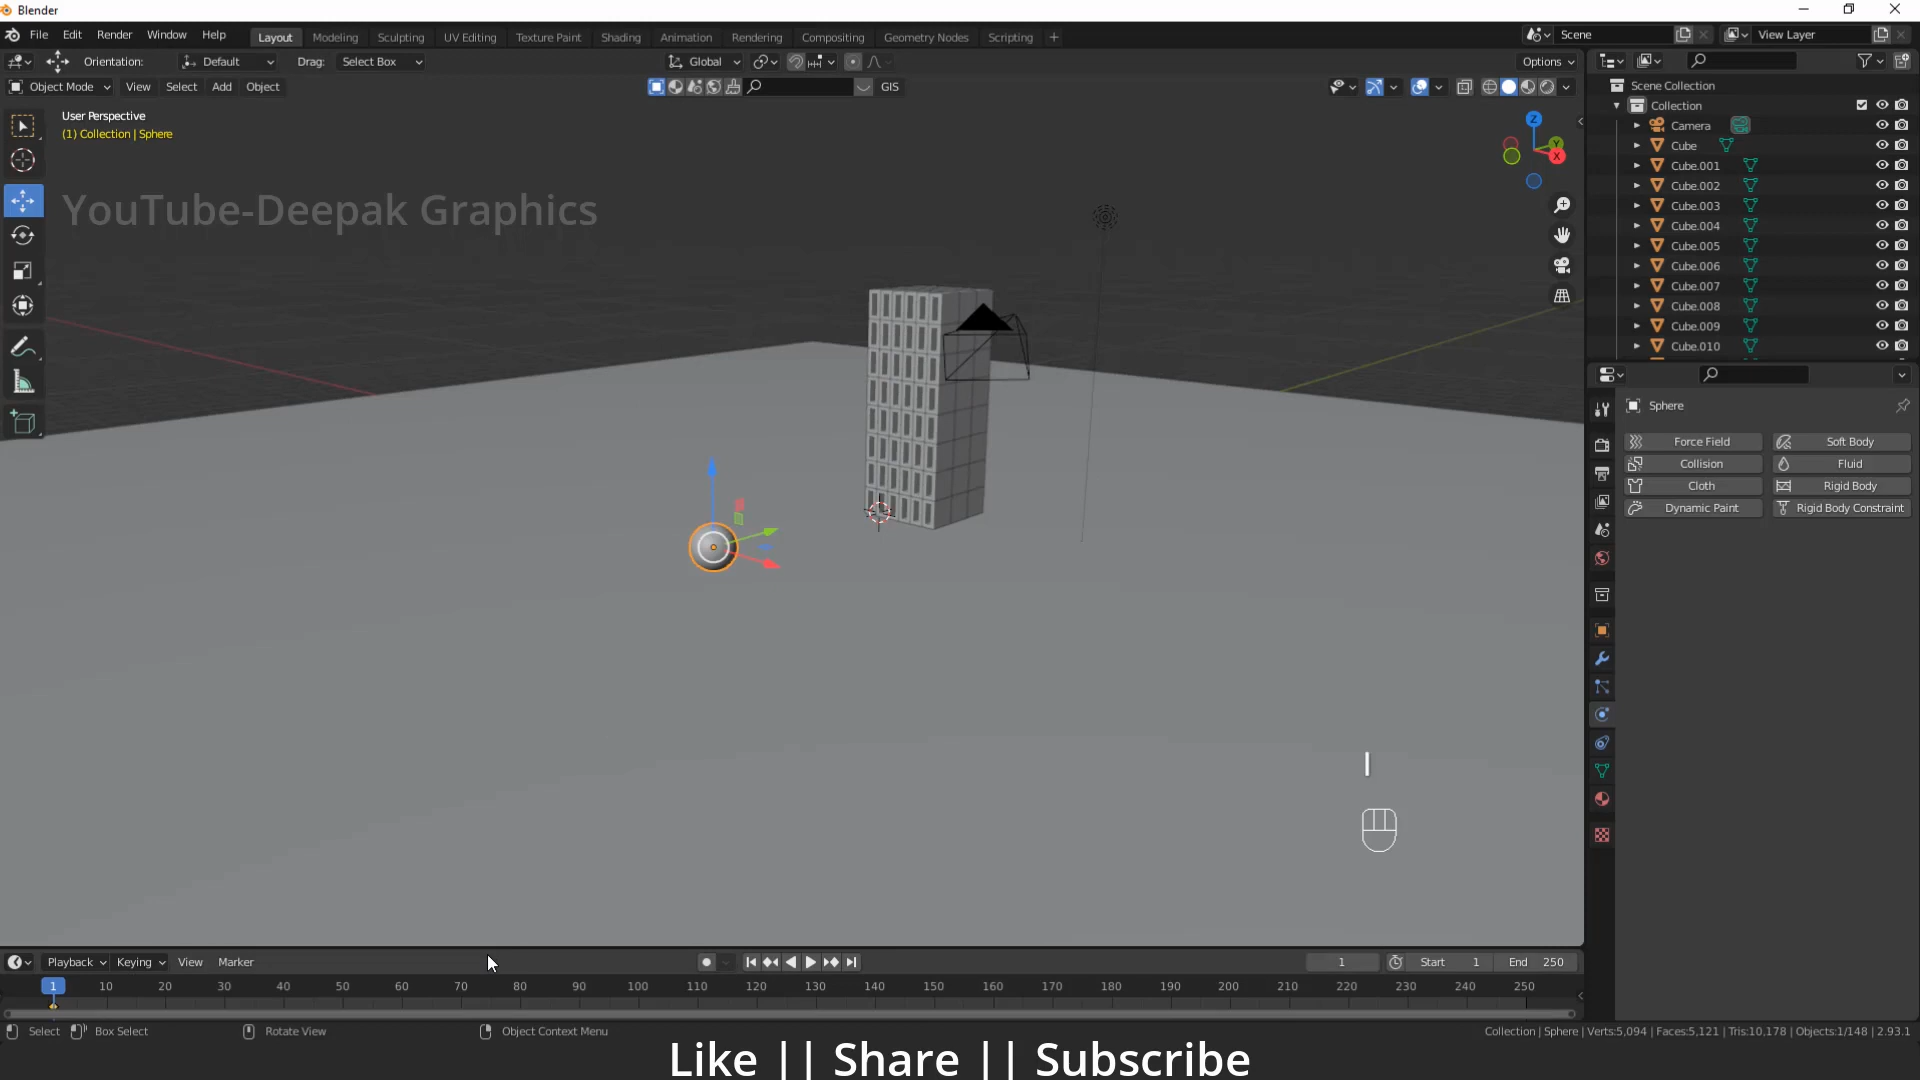 Blender
File Edit Render Window Help
Layout Modeling Sculpting UV Editing Texture Paint Shading Animation Rendering Compositing Geometry Nodes Scripting +
Scene View Layer
Orientation: Default Drag: Select Box Global Options
Object Mode View Select Add Object GIS
User Perspective
(1) Collection | Sphere
YouTube-Deepak Graphics
Z
Y
X
Scene Collection
Collection
Camera
Cube
Cube.001
Cube.002
Cube.003
Cube.004
Cube.005
Cube.006
Cube.007
Cube.008
Cube.009
Cube.010
Sphere
Force Field Soft Body
Collision Fluid
Cloth Rigid Body
Dynamic Paint Rigid Body Constraint
I
Playback Keying View Marker 1 Start 1 End 250
1 10 20 30 40 50 60 70 80 90 100 110 120 130 140 150 160 170 180 190 200 210 220 230 240 250
Select Box Select Rotate View Object Context Menu Collection | Sphere | Verts:5,094 | Faces:5,121 | Tris:10,178 | Objects:1/148 | 2.93.1
Like || Share || Subscribe